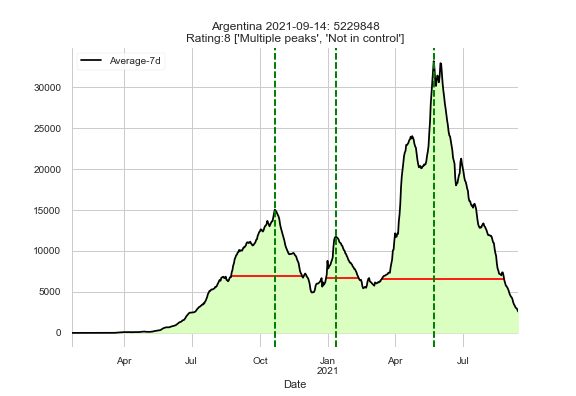 Argentina 2021-09-14: 5229848
Rating:8 ['Multiple peaks', 'Not in control']
Average-7d
30000
25000
20000
15000
10000
5000
0
Apr Jul Oct Jan Apr Jul
2021
Date